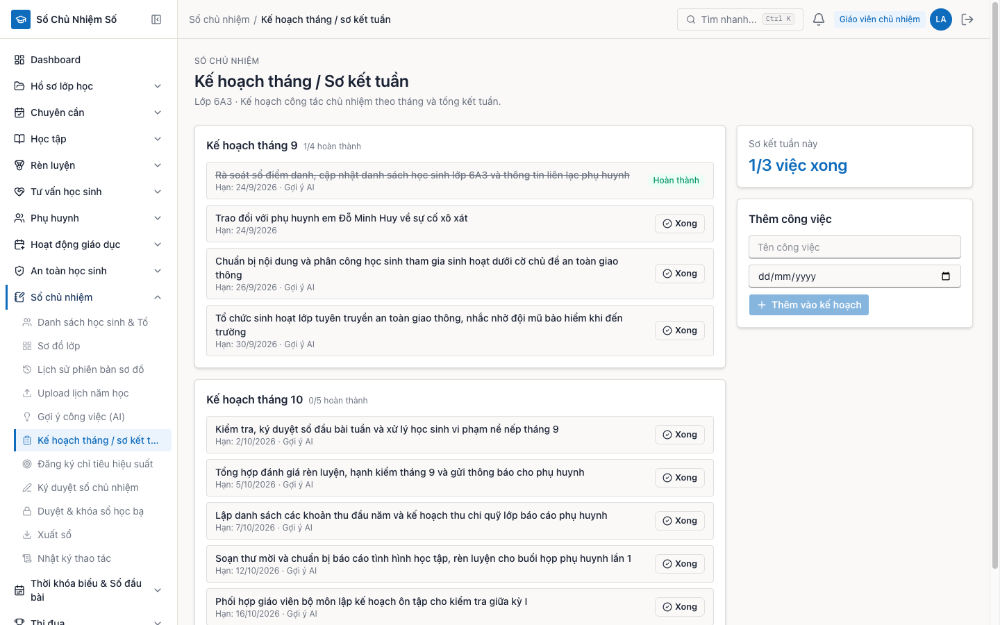 Sổ Chủ Nhiệm Số
Sổ chủ nhiệm / Kế hoạch tháng / sơ kết tuần
Tìm nhanh... Ctrl K
Giáo viên chủ nhiệm
LA
Dashboard
Hồ sơ lớp học
Chuyên cần
Học tập
Rèn luyện
Tư vấn học sinh
Phụ huynh
Hoạt động giáo dục
An toàn học sinh
Sổ chủ nhiệm
Danh sách học sinh & Tổ
Sơ đồ lớp
Lịch sử phiên bản sơ đồ
Upload lịch năm học
Gợi ý công việc (AI)
Kế hoạch tháng / sơ kết t...
Đăng ký chỉ tiêu hiệu suất
Ký duyệt sổ chủ nhiệm
Duyệt & khóa sổ học bạ
Xuất sổ
Nhật ký thao tác
Thời khóa biểu & Sổ đầu
bài
Thi đua
SỔ CHỦ NHIỆM
Kế hoạch tháng / Sơ kết tuần
Lớp 6A3 · Kế hoạch công tác chủ nhiệm theo tháng và tổng kết tuần.
Kế hoạch tháng 9 1/4 hoàn thành
Rà soát sổ điểm danh, cập nhật danh sách học sinh lớp 6A3 và thông tin liên lạc phụ huynh
Hạn: 24/9/2026 · Gợi ý AI
Hoàn thành
Trao đổi với phụ huynh em Đỗ Minh Huy về sự cố xô xát
Hạn: 24/9/2026
Xong
Chuẩn bị nội dung và phân công học sinh tham gia sinh hoạt dưới cờ chủ đề an toàn giao
thông
Hạn: 26/9/2026 · Gợi ý AI
Xong
Tổ chức sinh hoạt lớp tuyên truyền an toàn giao thông, nhắc nhở đội mũ bảo hiểm khi đến
trường
Hạn: 30/9/2026 · Gợi ý AI
Xong
Kế hoạch tháng 10 0/5 hoàn thành
Kiểm tra, ký duyệt sổ đầu bài tuần và xử lý học sinh vi phạm nề nếp tháng 9
Hạn: 2/10/2026 · Gợi ý AI
Xong
Tổng hợp đánh giá rèn luyện, hạnh kiểm tháng 9 và gửi thông báo cho phụ huynh
Hạn: 5/10/2026 · Gợi ý AI
Xong
Lập danh sách các khoản thu đầu năm và kế hoạch thu chi quỹ lớp báo cáo phụ huynh
Hạn: 7/10/2026 · Gợi ý AI
Xong
Soạn thư mời và chuẩn bị báo cáo tình hình học tập, rèn luyện cho buổi họp phụ huynh lần 1
Hạn: 12/10/2026 · Gợi ý AI
Xong
Phối hợp giáo viên bộ môn lập kế hoạch ôn tập cho kiểm tra giữa kỳ I
Hạn: 16/10/2026 · Gợi ý AI
Xong
Sơ kết tuần này
1/3 việc xong
Thêm công việc
Tên công việc
dd/mm/yyyy
Thêm vào kế hoạch